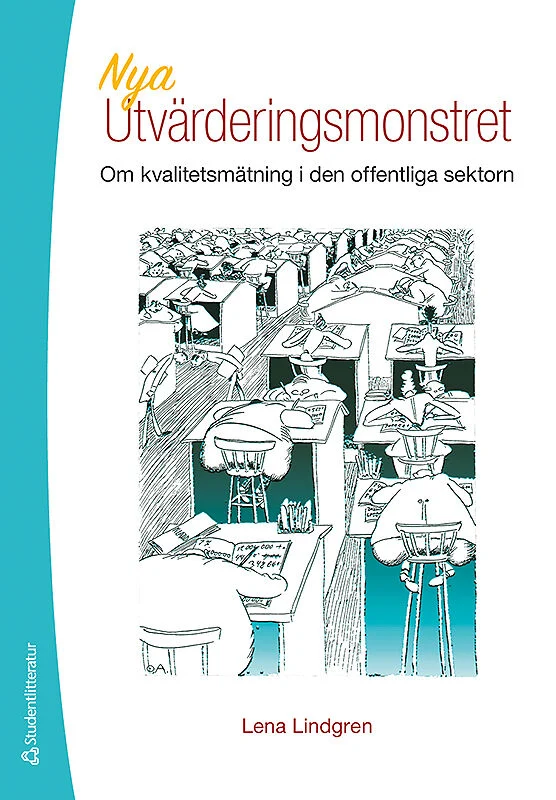 Nya
Utvärderingsmonstret
Om kvalitetsmätning i den offentliga sektorn
Lena Lindgren
Studentlitteratur